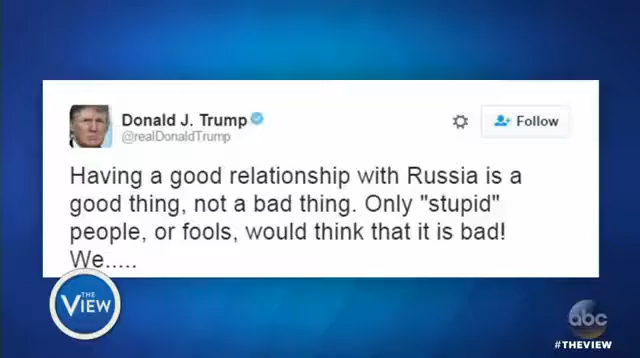 Donald J. Trump
@realDonaldTrump
Follow
Having a good relationship with Russia is a
good thing, not a bad thing. Only "stupid"
people, or fools, would think that it is bad!
We.....
THE
VIEW
abc
#THEVIEW